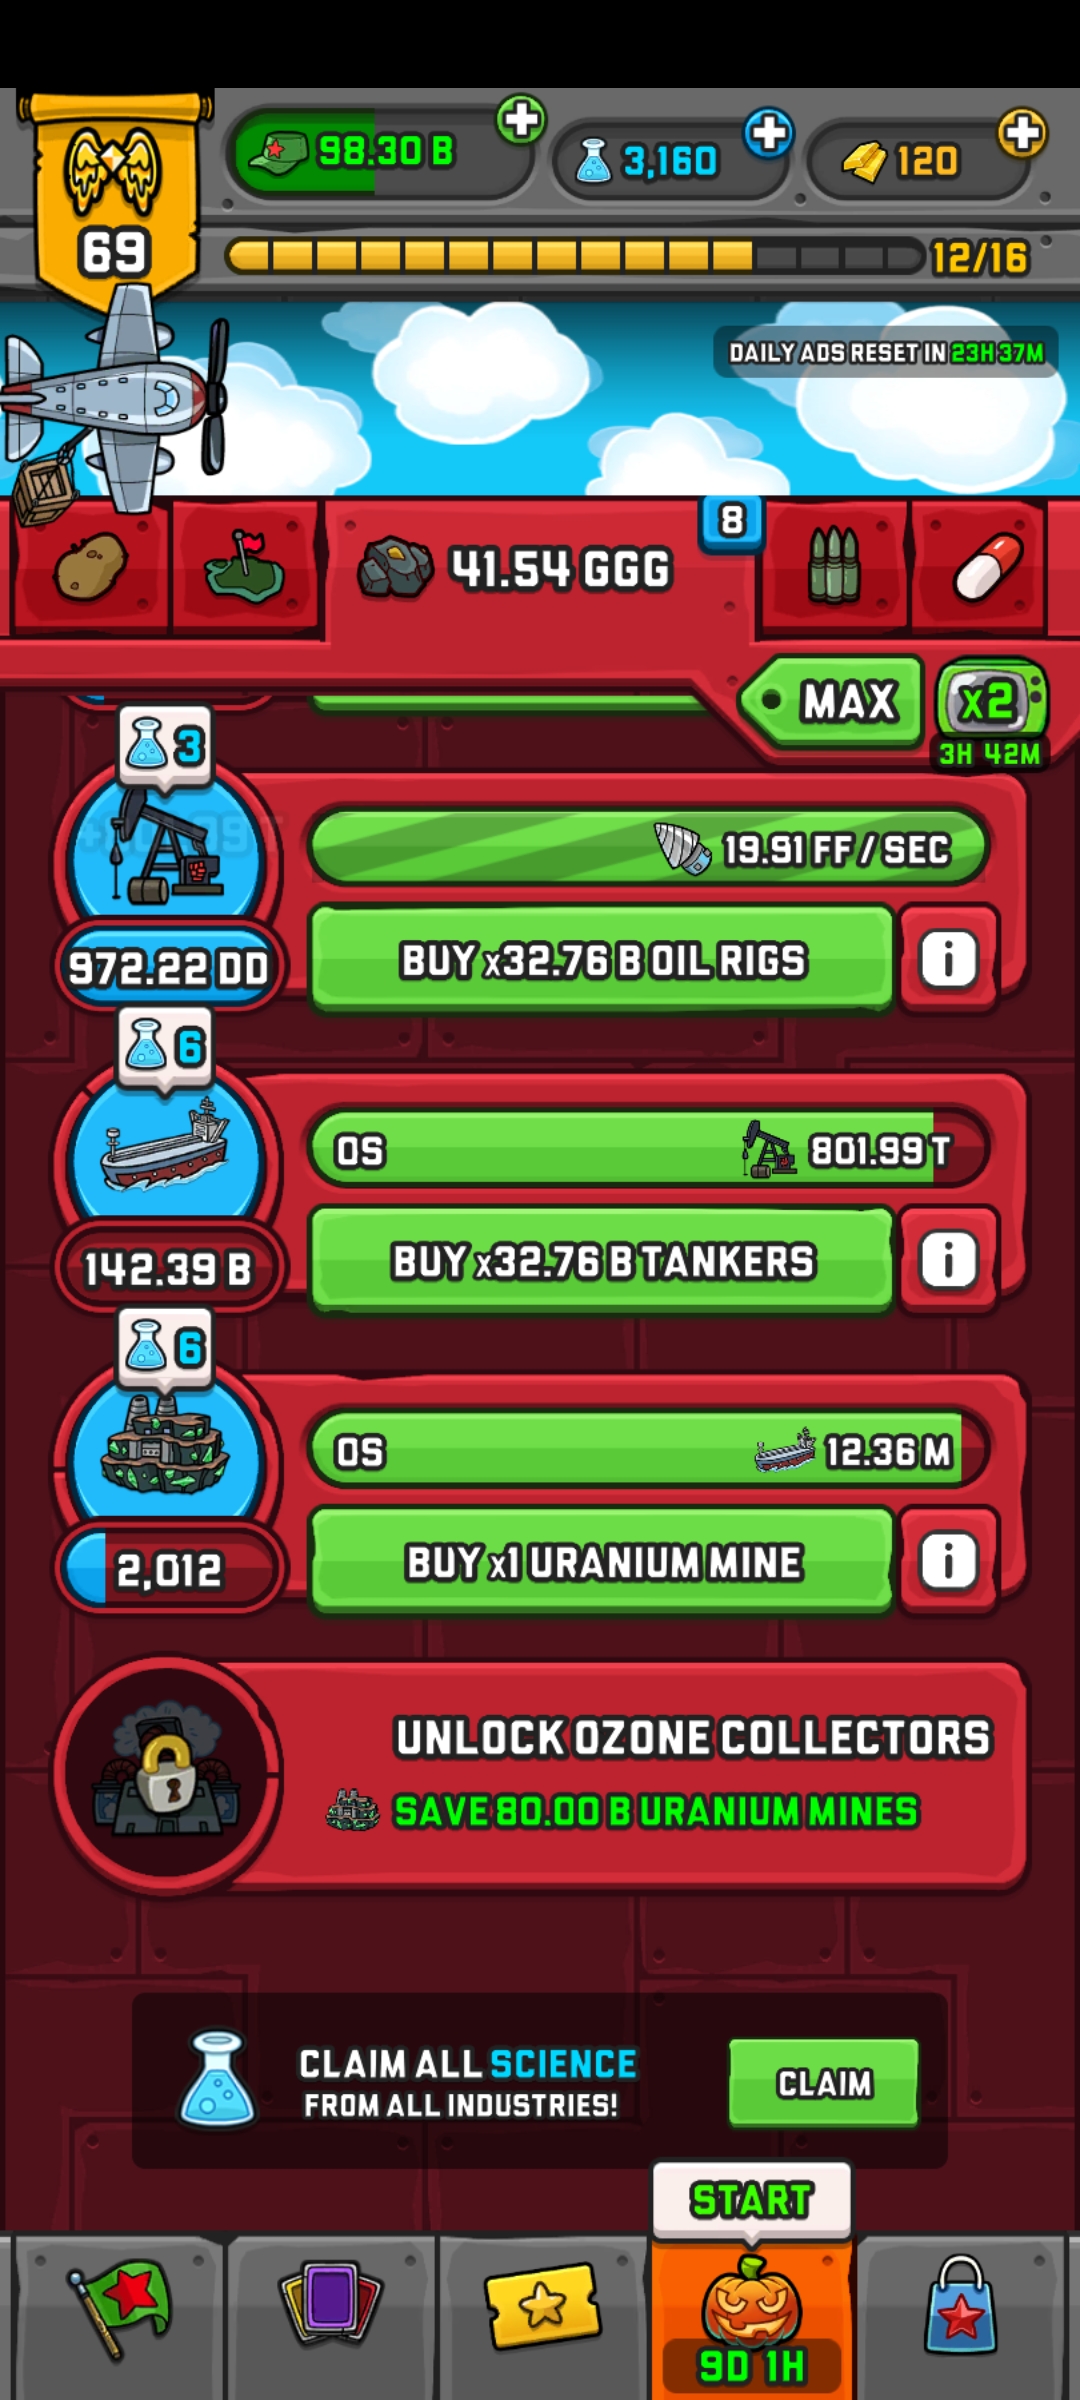 98.30 B
3,160
120
69
12/16
DAILY ADS RESET IN 23H 37M
8
41.54 GGG
MAX
x2
3H 42M
3
19.91 FF / SEC
972.22 DD
BUY x32.76 B OIL RIGS
i
6
0S
801.99 T
142.39 B
BUY x32.76 B TANKERS
i
6
0S
12.36 M
2,012
BUY x1 URANIUM MINE
i
UNLOCK OZONE COLLECTORS
SAVE 80.00 B URANIUM MINES
CLAIM ALL SCIENCE
FROM ALL INDUSTRIES!
CLAIM
START
9D 1H